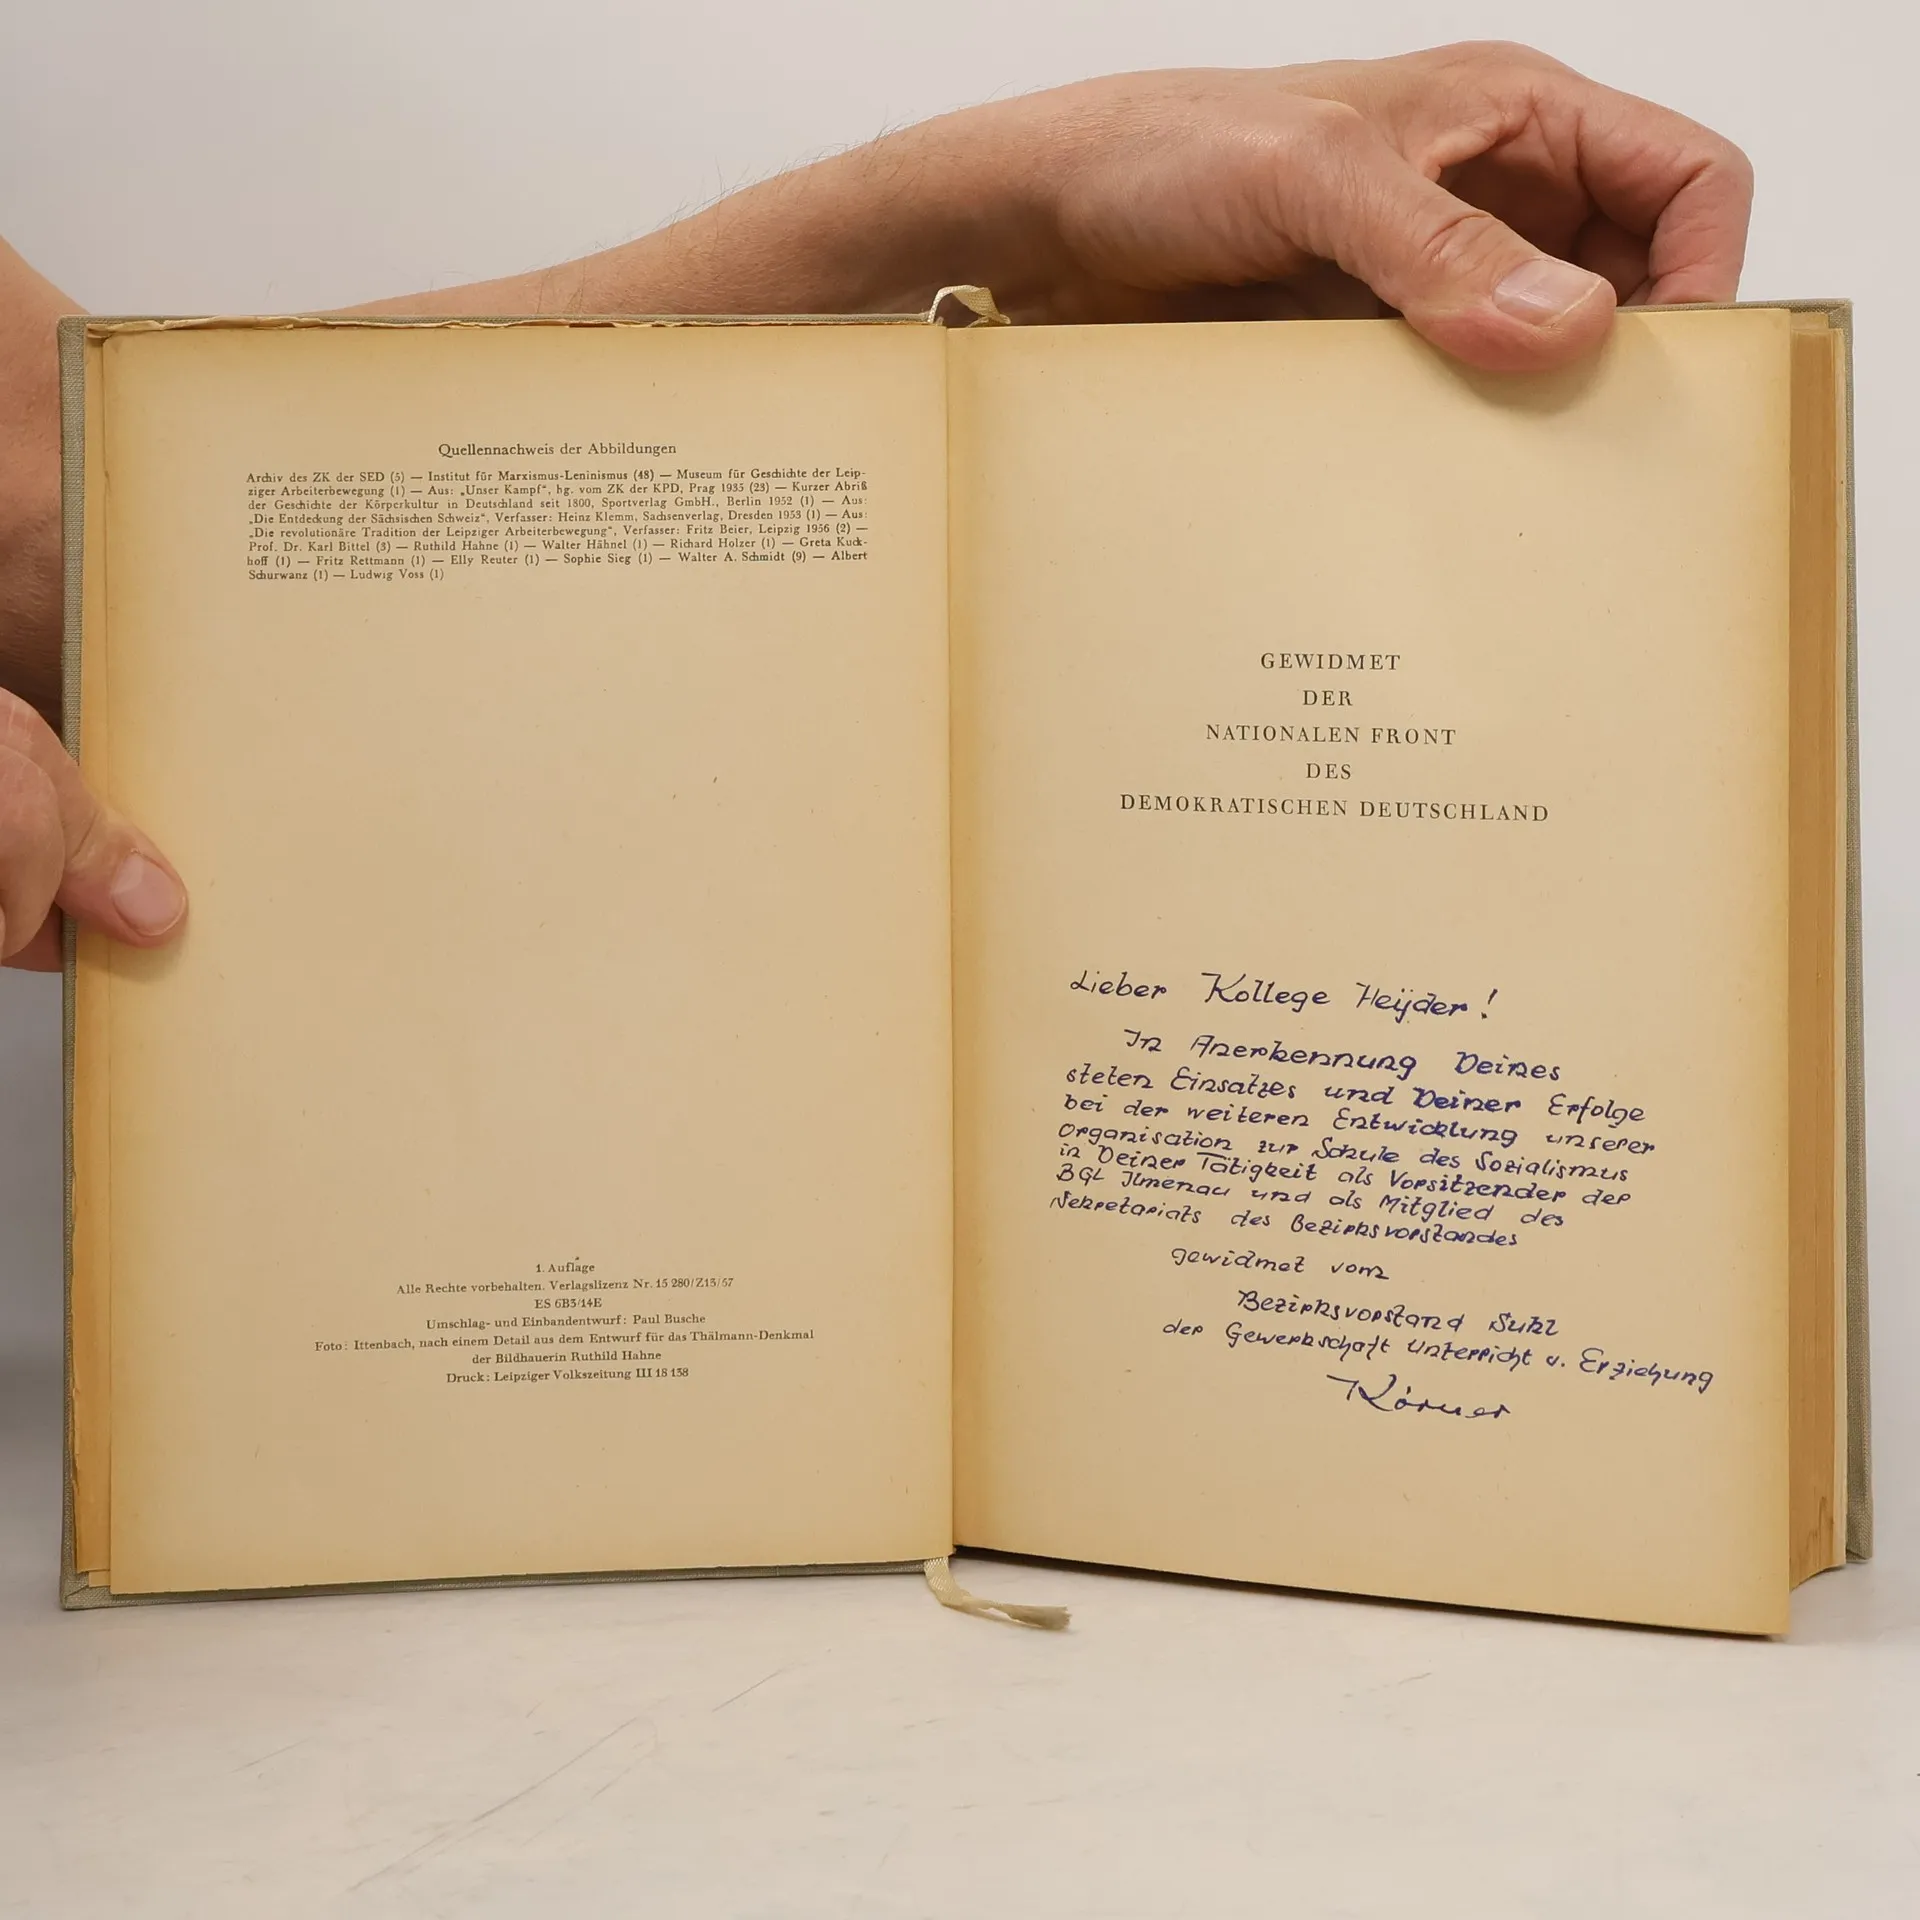 Quellennachweis der Abbildungen
Archiv des ZK der SED (5) — Institut für Marxismus-Leninismus (48) — Museum für Geschichte der Leip-
ziger Arbeiterbewegung (1) — Aus: „Unser Kampf“, hg. vom ZK der KPD, Prag 1935 (23) — Kurzer Abriß
der Geschichte der Körperkultur in Deutschland seit 1800, Sportverlag GmbH., Berlin 1952 (1) — Aus:
„Die Entdeckung der Sächsischen Schweiz“, Verfasser: Heinz Klemm, Sachsenverlag, Dresden 1953 (1) — Aus:
„Die revolutionäre Tradition der Leipziger Arbeiterbewegung“, Verfasser: Fritz Beier, Leipzig 1956 (2) —
Prof. Dr. Karl Bittel (3) — Ruthild Hahne (1) — Walter Hähnel (1) — Richard Holzer (1) — Greta Kuck-
hoff (1) — Fritz Rettmann (1) — Elly Reuter (1) — Sophie Sieg (1) — Walter A. Schmidt (9) — Albert
Schurwanz (1) — Ludwig Voss (1)
1. Auflage
Alle Rechte vorbehalten. Verlagslizenz Nr. 15 280/Z13/57
ES 6B3/14E
Umschlag- und Einbandentwurf: Paul Busche
Foto: Ittenbach, nach einem Detail aus dem Entwurf für das Thälmann-Denkmal
der Bildhauerin Ruthild Hahne
Druck: Leipziger Volkszeitung III 18 138
GEWIDMET
DER
NATIONALEN FRONT
DES
DEMOKRATISCHEN DEUTSCHLAND
Lieber Kollege Heyder!
In Anerkennung Deines
steten Einsatzes und Deiner Erfolge
bei der weiteren Entwicklung unserer
Organisation zur Schule des Sozialismus
in Deiner Tätigkeit als Vorsitzender der
BGL Ilmenau und als Mitglied des
Sekretariats des Bezirksvorstandes
gewidmet vom
Bezirksvorstand Suhl
der Gewerkschaft Unterricht u. Erziehung
Körner